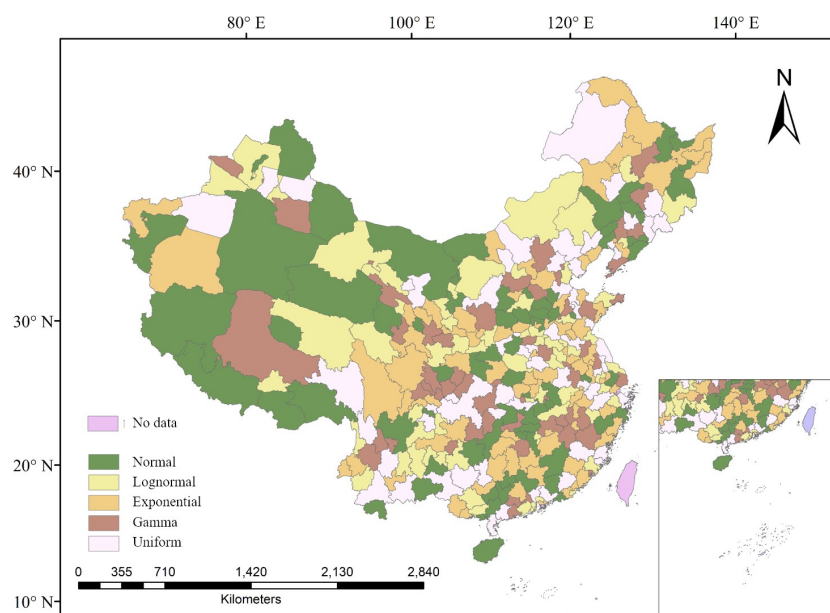 80° E 100° E 120° E 140° E
N
40° N
30° N
20° N
10° N
No data
Normal
Lognormal
Exponential
Gamma
Uniform
0 355 710 1,420 2,130 2,840
Kilometers